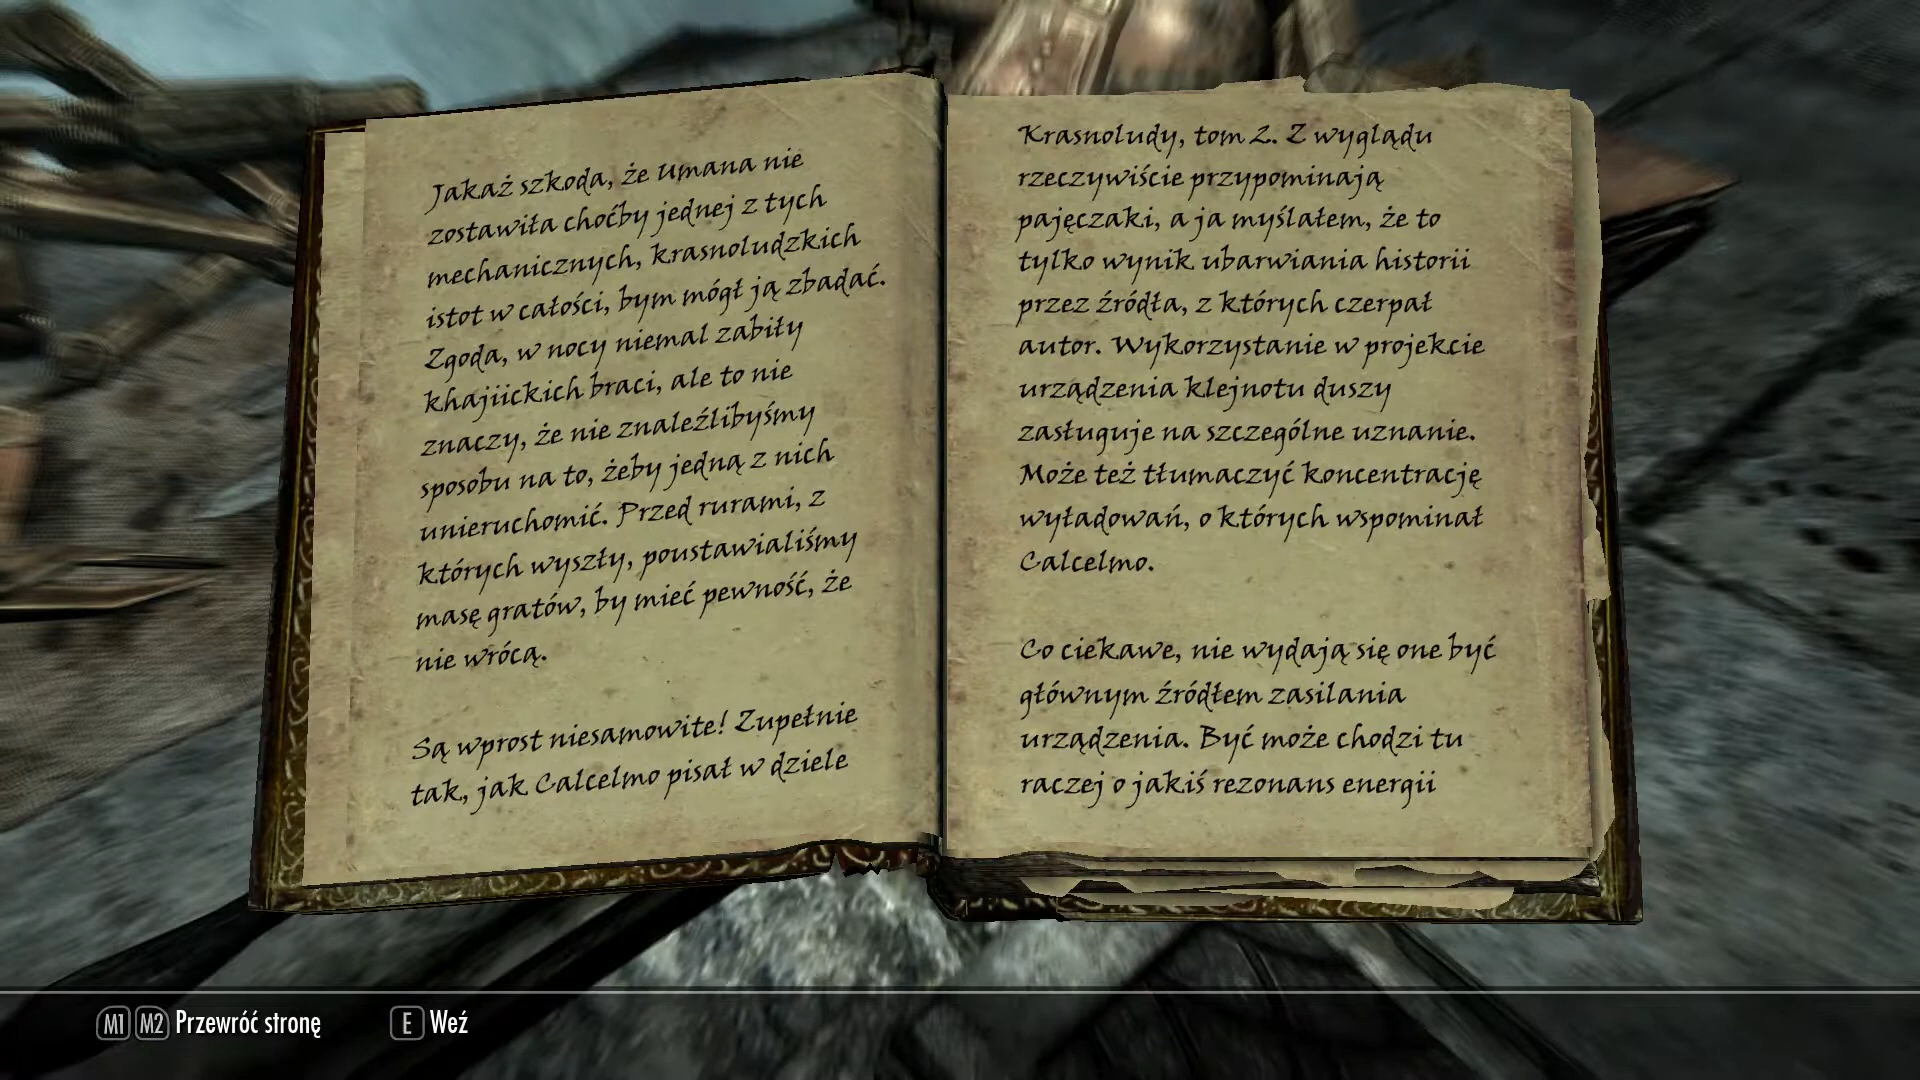 Jakaż szkoda, że Umana nie
zostawiła choćby jednej z tych
mechanicznych, krasnoludzkich
istot w całości, bym mógł ją zbadać.
Zgoda, w nocy niemal zabiły
khajiickich braci, ale to nie
znaczy, że nie znaleźlibyśmy
sposobu na to, żeby jedną z nich
unieruchomić. Przed rurami, z
których wyszły, poustawialiśmy
masę gratów, by mieć pewność, że
nie wrócą.
Są wprost niesamowite! Zupełnie
tak, jak Calcelmo pisał w dziele
Krasnoludy, tom 2. Z wyglądu
rzeczywiście przypominają
pajęczaki, a ja myślałem, że to
tylko wynik ubarwiania historii
przez źródła, z których czerpał
autor. Wykorzystanie w projekcie
urządzenia klejnotu duszy
zasługuje na szczególne uznanie.
Może też tłumaczyć koncentrację
wyładowań, o których wspominał
Calcelmo.
Co ciekawe, nie wydają się one być
głównym źródłem zasilania
urządzenia. Być może chodzi tu
raczej o jakiś rezonans energii
M1 M2 Przewróć stronę
E Weź